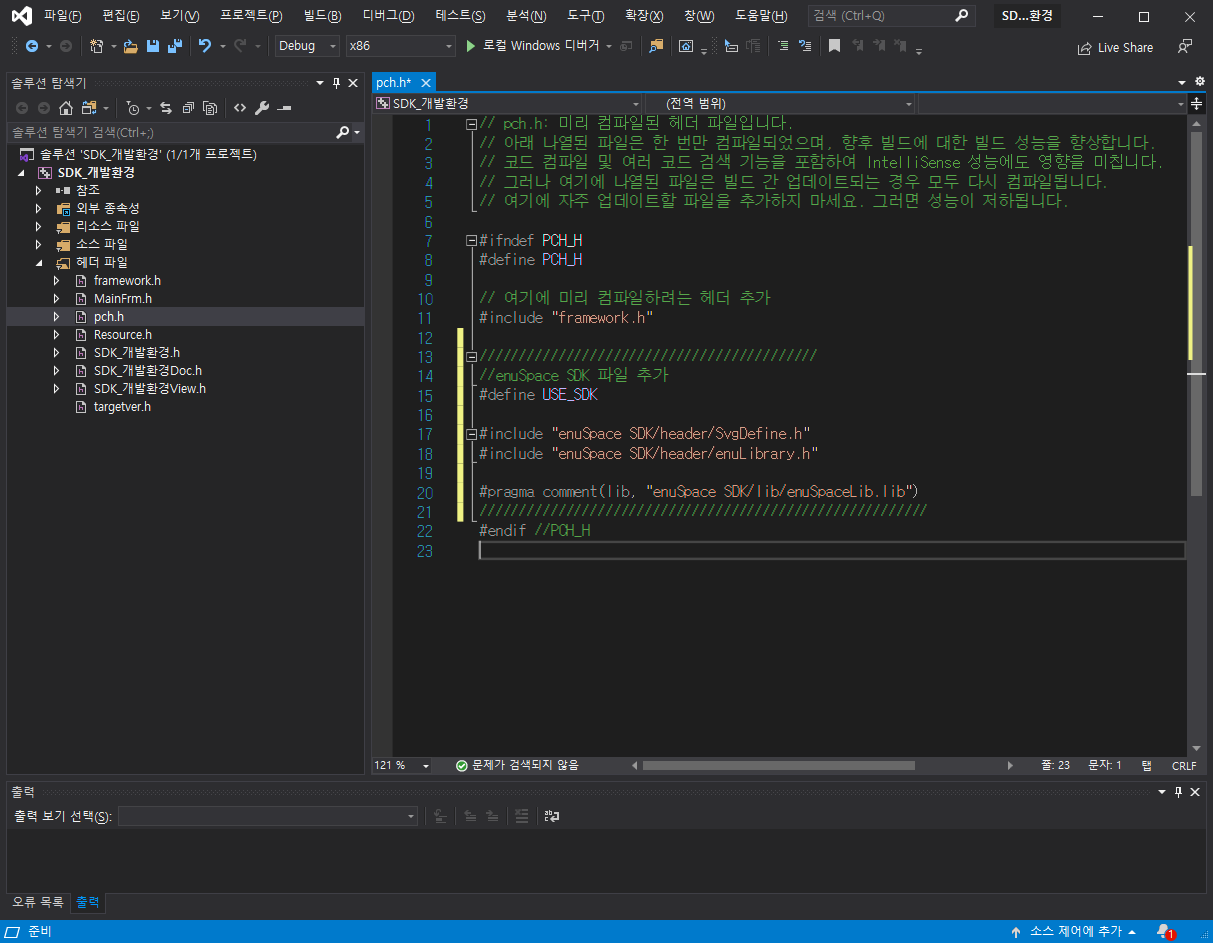 파일(F) 편집(E) 보기(V) 프로젝트(P) 빌드(B) 디버그(D) 테스트(S) 분석(N) 도구(T) 확장(X) 창(W) 도움말(H) 검색 (Ctrl+Q) SD...환경
Debug x86 로컬 Windows 디버거 Live Share
솔루션 탐색기
솔루션 탐색기 검색(Ctrl+;)
솔루션 'SDK_개발환경' (1/1개 프로젝트)
SDK_개발환경
참조
외부 종속성
리소스 파일
소스 파일
헤더 파일
framework.h
MainFrm.h
pch.h
Resource.h
SDK_개발환경.h
SDK_개발환경Doc.h
SDK_개발환경View.h
targetver.h
pch.h*
SDK_개발환경 (전역 범위)
1 // pch.h: 미리 컴파일된 헤더 파일입니다.
2 // 아래 나열된 파일은 한 번만 컴파일되었으며, 향후 빌드에 대한 빌드 성능을 향상합니다.
3 // 코드 컴파일 및 여러 코드 검색 기능을 포함하여 IntelliSense 성능에도 영향을 미칩니다.
4 // 그러나 여기에 나열된 파일은 빌드 간 업데이트되는 경우 모두 다시 컴파일됩니다.
5 // 여기에 자주 업데이트할 파일을 추가하지 마세요. 그러면 성능이 저하됩니다.
6
7 #ifndef PCH_H
8 #define PCH_H
9
10 // 여기에 미리 컴파일하려는 헤더 추가
11 #include "framework.h"
12
13 ///////////////////////////////////////////
14 //enuSpace SDK 파일 추가
15 #define USE_SDK
16
17 #include "enuSpace SDK/header/SvgDefine.h"
18 #include "enuSpace SDK/header/enuLibrary.h"
19
20 #pragma comment(lib, "enuSpace SDK/lib/enuSpaceLib.lib")
21 /////////////////////////////////////////////////////////
22 #endif //PCH_H
23
121 % 문제가 검색되지 않음 줄: 23 문자: 1 탭 CRLF
출력
출력 보기 선택(S):
오류 목록 출력
준비 소스 제어에 추가 1